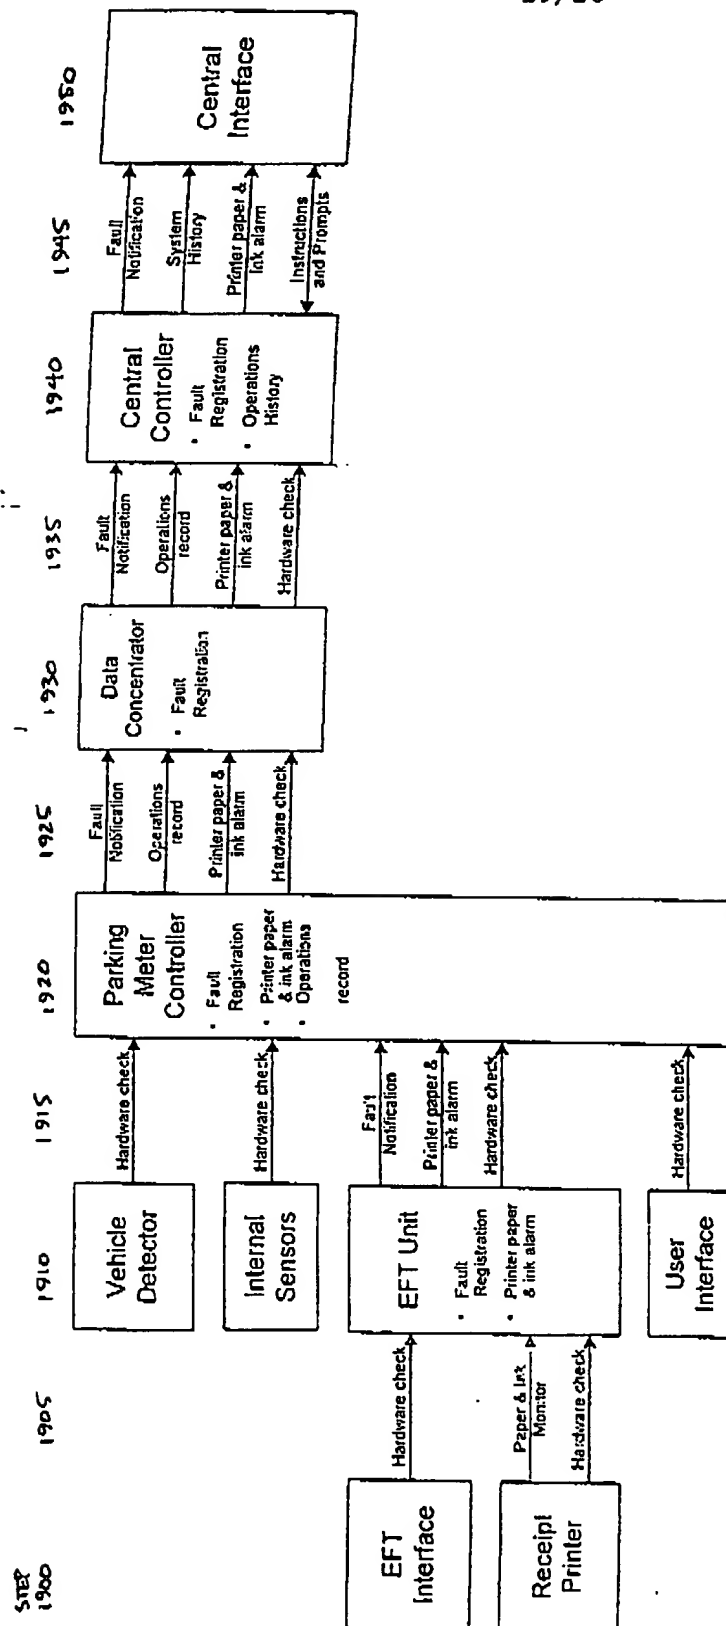 STEP
1900
1905
1910
1915
1920
1925
1930
1935
1940
1945
1950
EFT
Interface
Receipt
Printer
Hardware check
Paper & Ink
Monitor
Hardware check
Vehicle
Detector
Internal
Sensors
EFT Unit
• Fault
Registration
• Printer paper
& ink alarm
User
Interface
Hardware check
Hardware check
Fault
Notification
Printer paper &
ink alarm
Hardware check
Hardware check
Parking
Meter
Controller
• Fault
Registration
• Printer paper
& ink alarm
• Operations
record
Fault
Notification
Operations
record
Printer paper &
ink alarm
Hardware check
Data
Concentrator
• Fault
Registration
Fault
Notification
Operations
record
Printer paper &
ink alarm
Hardware check
Central
Controller
• Fault
Registration
• Operations
History
Fault
Notification
System
History
Printer paper &
Ink alarm
Instructions
and Prompts
Central
Interface